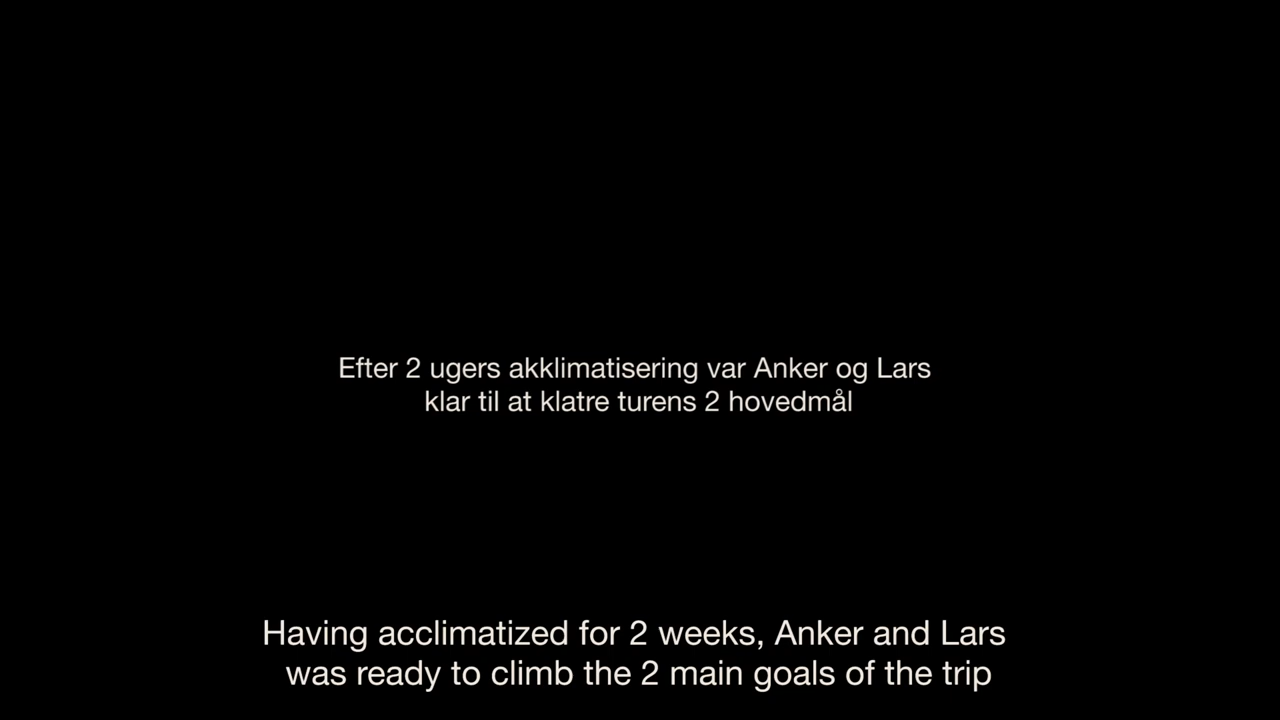 Efter 2 ugers akklimatisering var Anker og Lars
klar til at klatre turens 2 hovedmål
Having acclimatized for 2 weeks, Anker and Lars
was ready to climb the 2 main goals of the trip